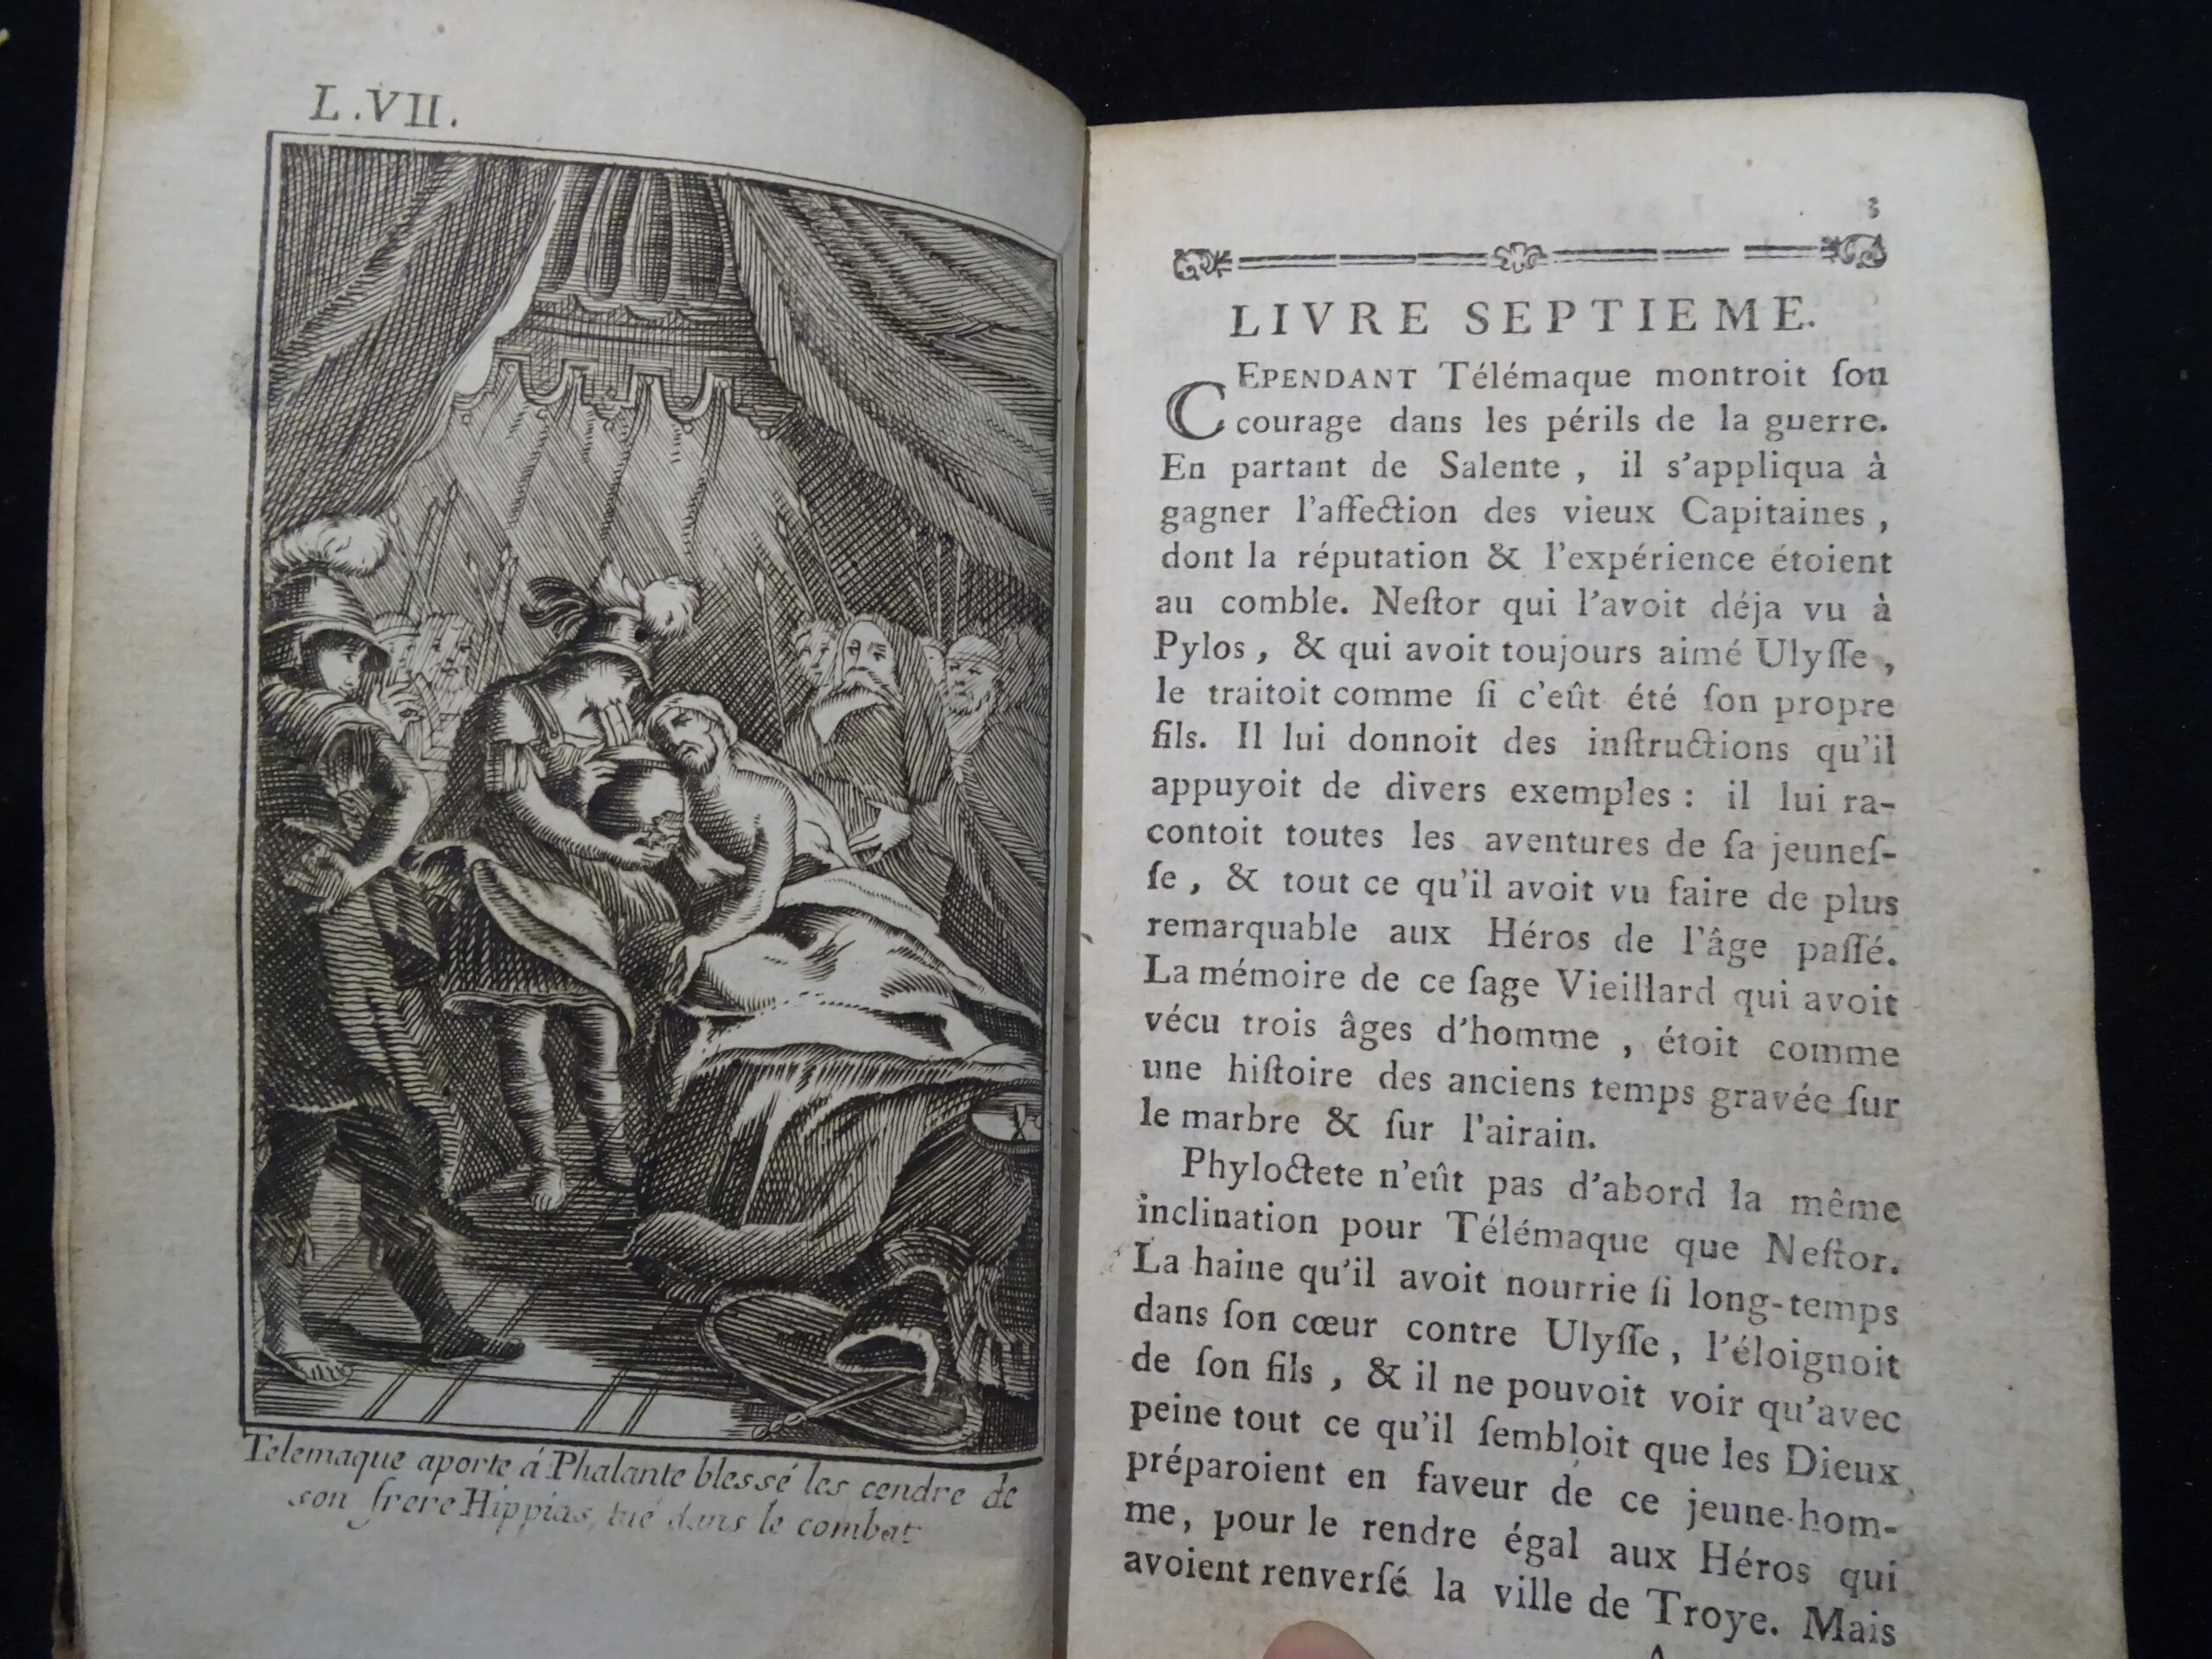 L.VII.
Telemaque aporte á Phalante blessé les cendre de
son frere Hippias, tué dans le combat
3
LIVRE SEPTIEME.
CEPENDANT Télémaque montroit ſon
courage dans les périls de la guerre.
En partant de Salente , il s'appliqua à
gagner l'affection des vieux Capitaines ,
dont la réputation & l'expérience étoient
au comble. Neſtor qui l'avoit déja vu à
Pylos , & qui avoit toujours aimé Ulyſſe ,
le traitoit comme ſi c'eût été ſon propre
fils. Il lui donnoit des inſtructions qu'il
appuyoit de divers exemples : il lui ra-
contoit toutes les aventures de ſa jeuneſ-
ſe , & tout ce qu'il avoit vu faire de plus
remarquable aux Héros de l'âge paſſé.
La mémoire de ce ſage Vieillard qui avoit
vécu trois âges d'homme , étoit comme
une hiſtoire des anciens temps gravée ſur
le marbre & ſur l'airain.
Phyloctete n'eût pas d'abord la même
inclination pour Télémaque que Neſtor.
La haine qu'il avoit nourrie ſi long-temps
dans ſon cœur contre Ulyſſe , l'éloignoit
de ſon fils , & il ne pouvoit voir qu'avec
peine tout ce qu'il ſembloit que les Dieux
préparoient en faveur de ce jeune-hom-
me, pour le rendre égal aux Héros qui
avoient renverſé la ville de Troye. Mais